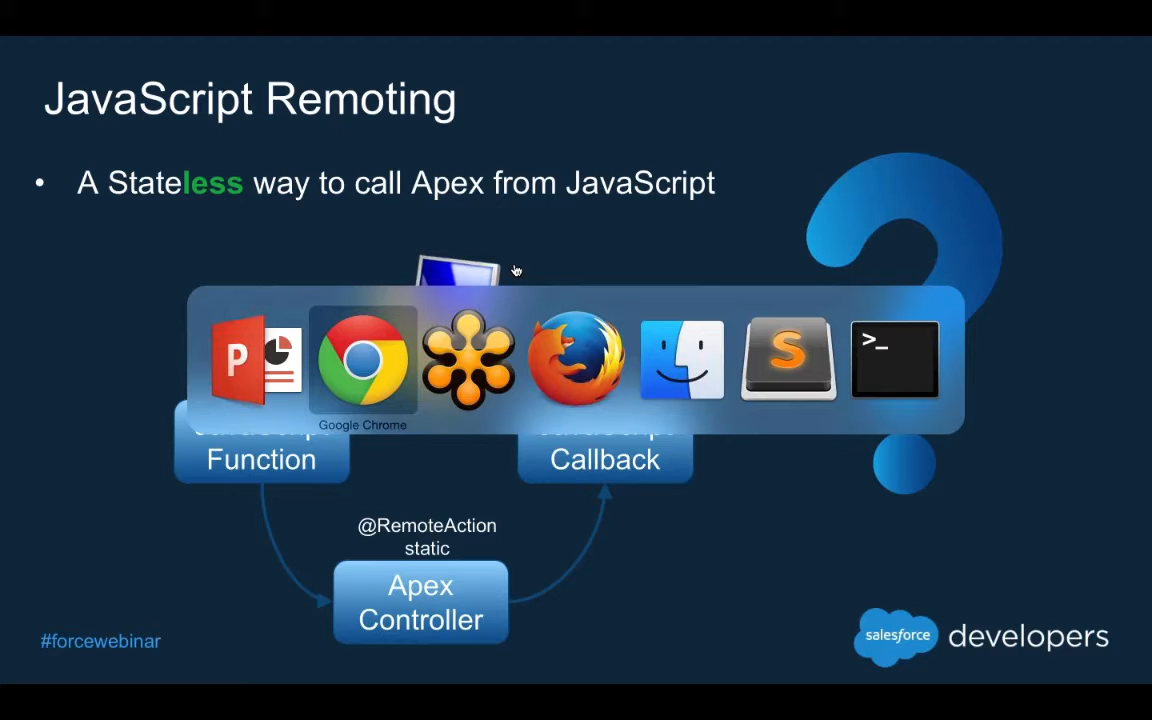 JavaScript Remoting
• A Stateless way to call Apex from JavaScript
P
S
>_
Google Chrome
Function
Callback
@RemoteAction
static
Apex
Controller
#forcewebinar
salesforce developers